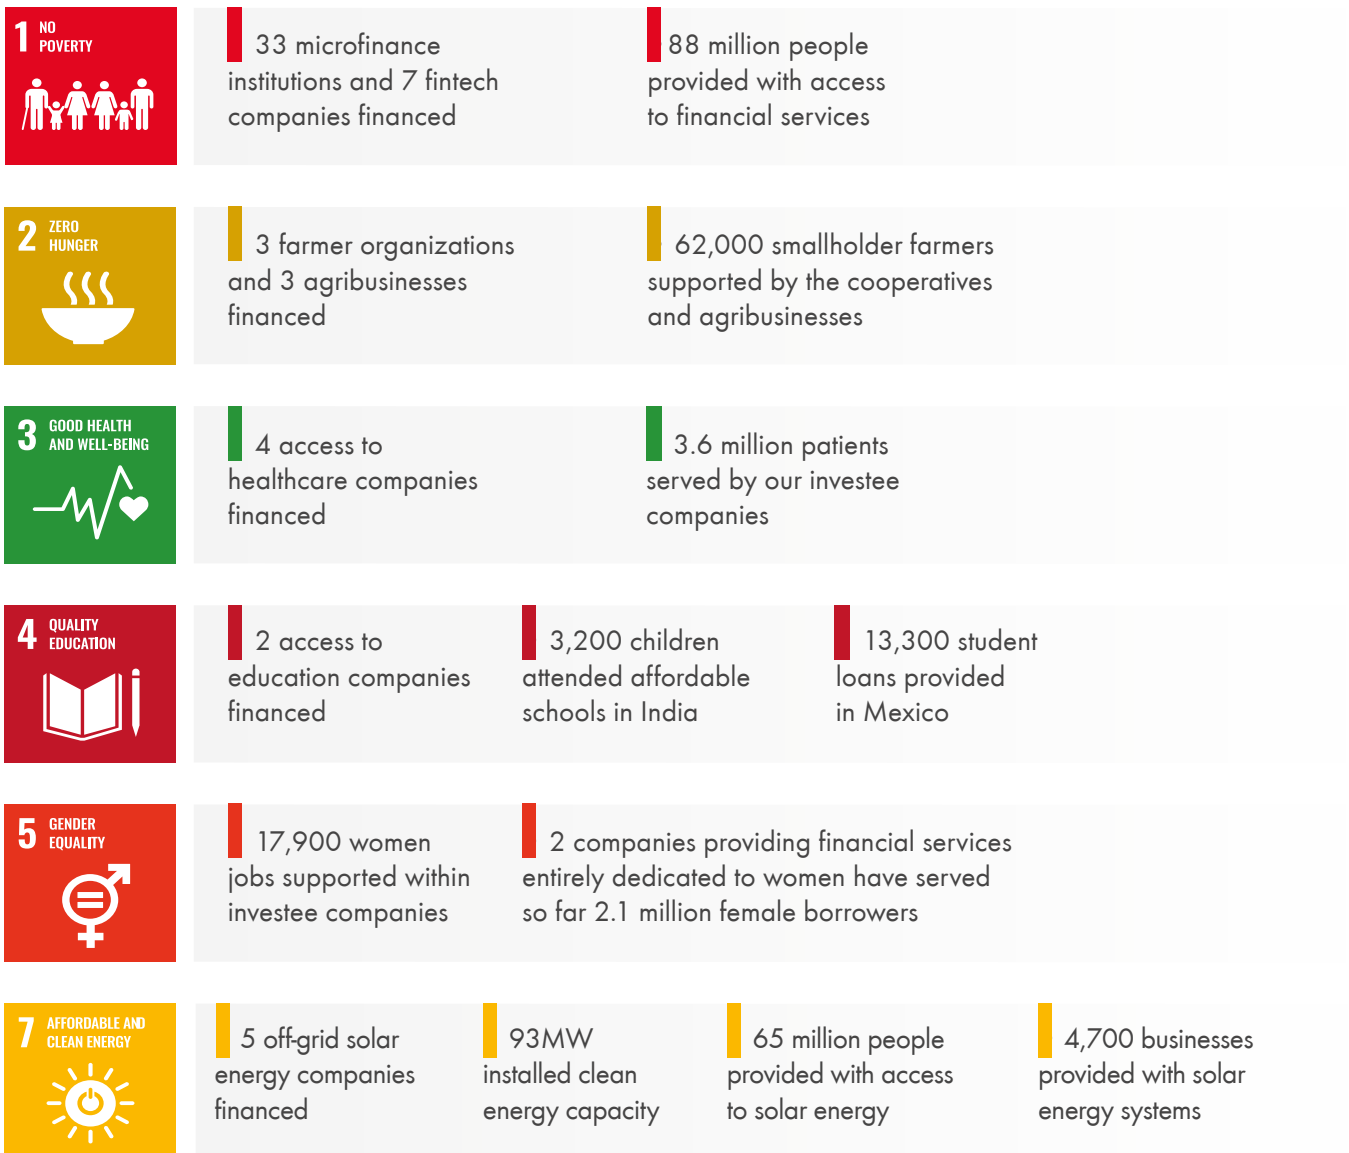 1 NO
POVERTY
33 microfinance
institutions and 7 fintech
companies financed
88 million people
provided with access
to financial services
2 ZERO
HUNGER
3 farmer organizations
and 3 agribusinesses
financed
62,000 smallholder farmers
supported by the cooperatives
and agribusinesses
3 GOOD HEALTH
AND WELL-BEING
4 access to
healthcare companies
financed
3.6 million patients
served by our investee
companies
4 QUALITY
EDUCATION
2 access to
education companies
financed
3,200 children
attended affordable
schools in India
13,300 student
loans provided
in Mexico
5 GENDER
EQUALITY
17,900 women
jobs supported within
investee companies
2 companies providing financial services
entirely dedicated to women have served
so far 2.1 million female borrowers
7 AFFORDABLE AND
CLEAN ENERGY
5 off-grid solar
energy companies
financed
93MW
installed clean
energy capacity
65 million people
provided with access
to solar energy
4,700 businesses
provided with solar
energy systems